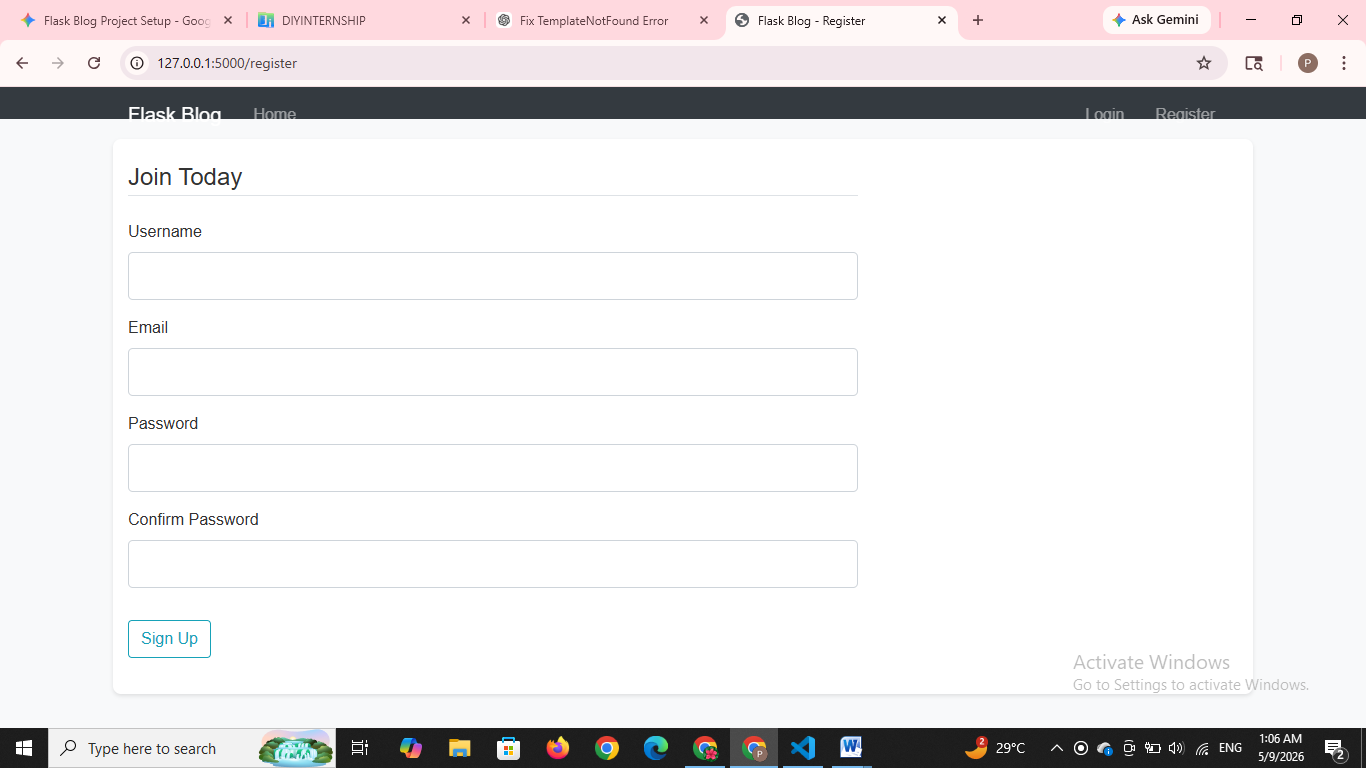 Flask Blog Project Setup - Goog
DIYINTERNSHIP
Fix TemplateNotFound Error
Flask Blog - Register
Ask Gemini
127.0.0.1:5000/register
P
Flask Blog
Home
Login
Register
Join Today
Username
Email
Password
Confirm Password
Sign Up
Activate Windows
Go to Settings to activate Windows.
Type here to search
P
W
2
29°C
ENG
1:06 AM
5/9/2026
2